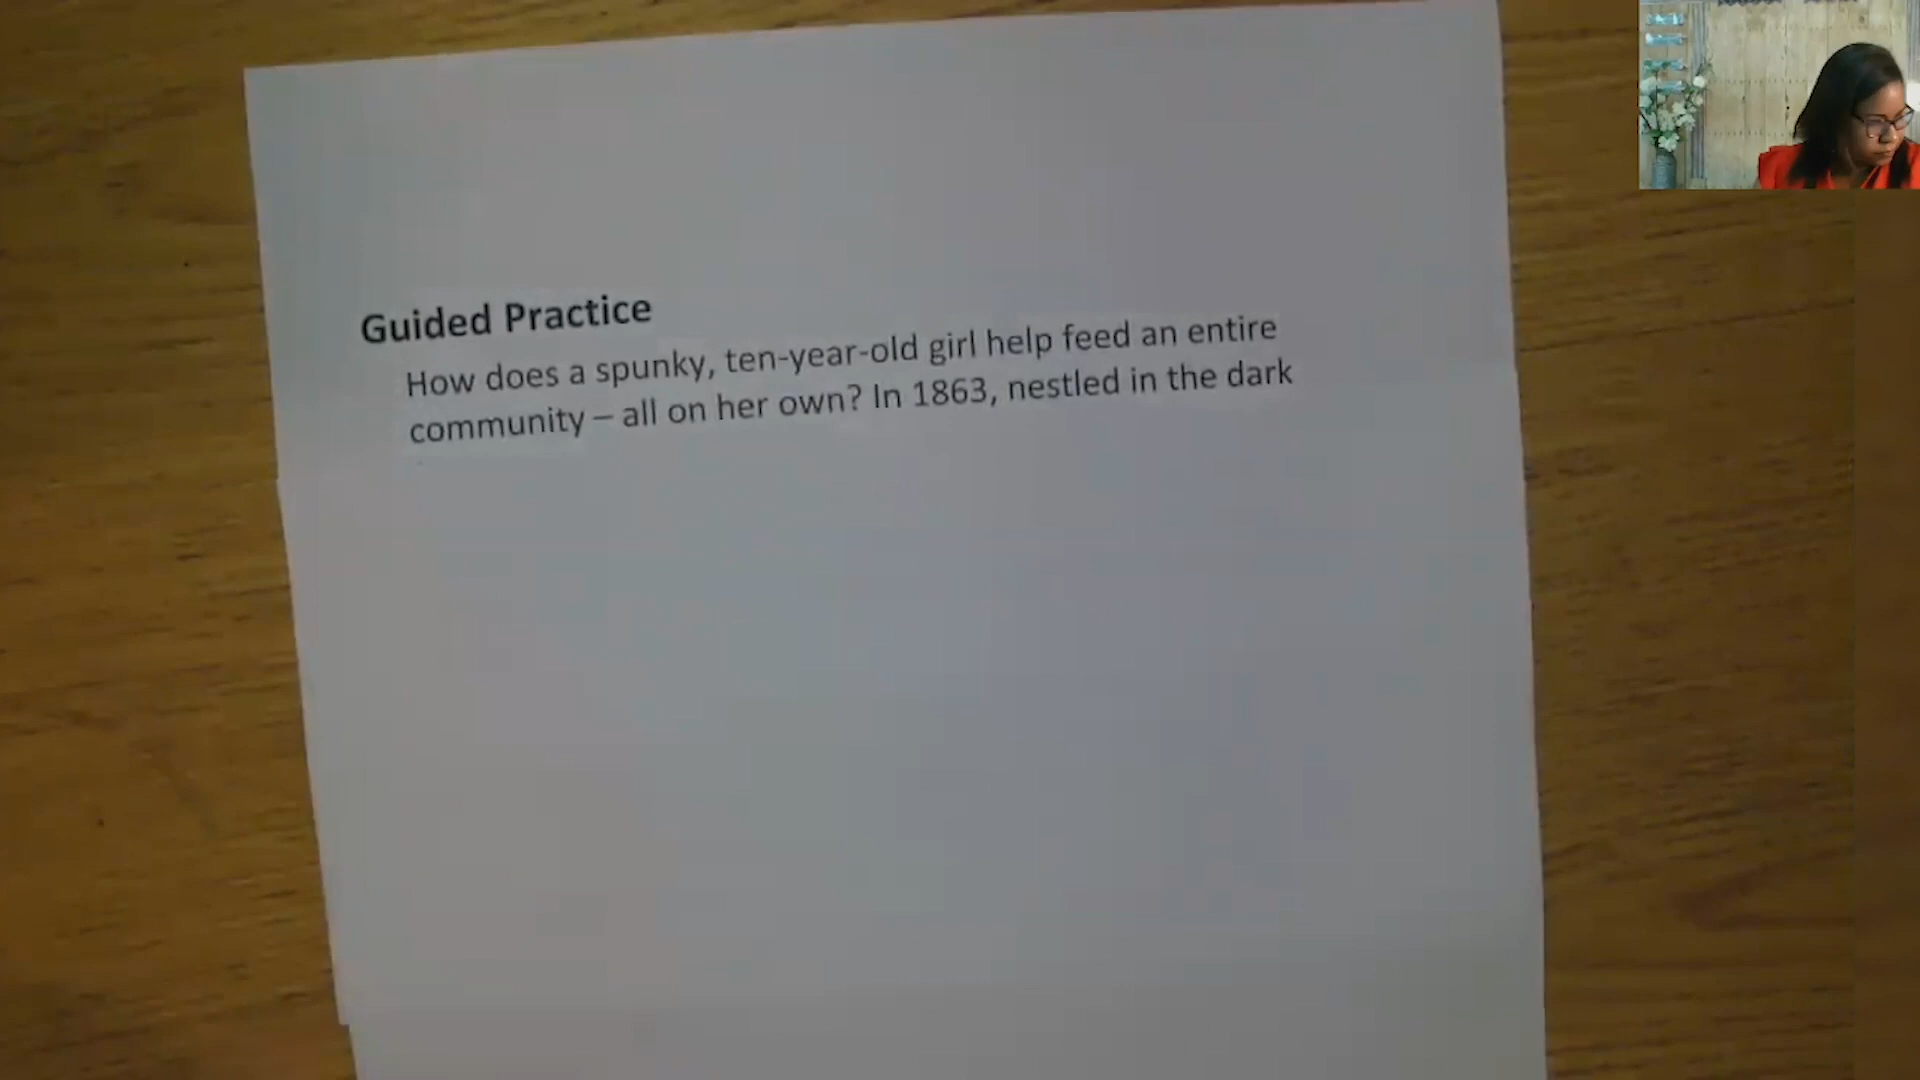 Guided Practice
How does a spunky, ten-year-old girl help feed an entire
community – all on her own? In 1863, nestled in the dark